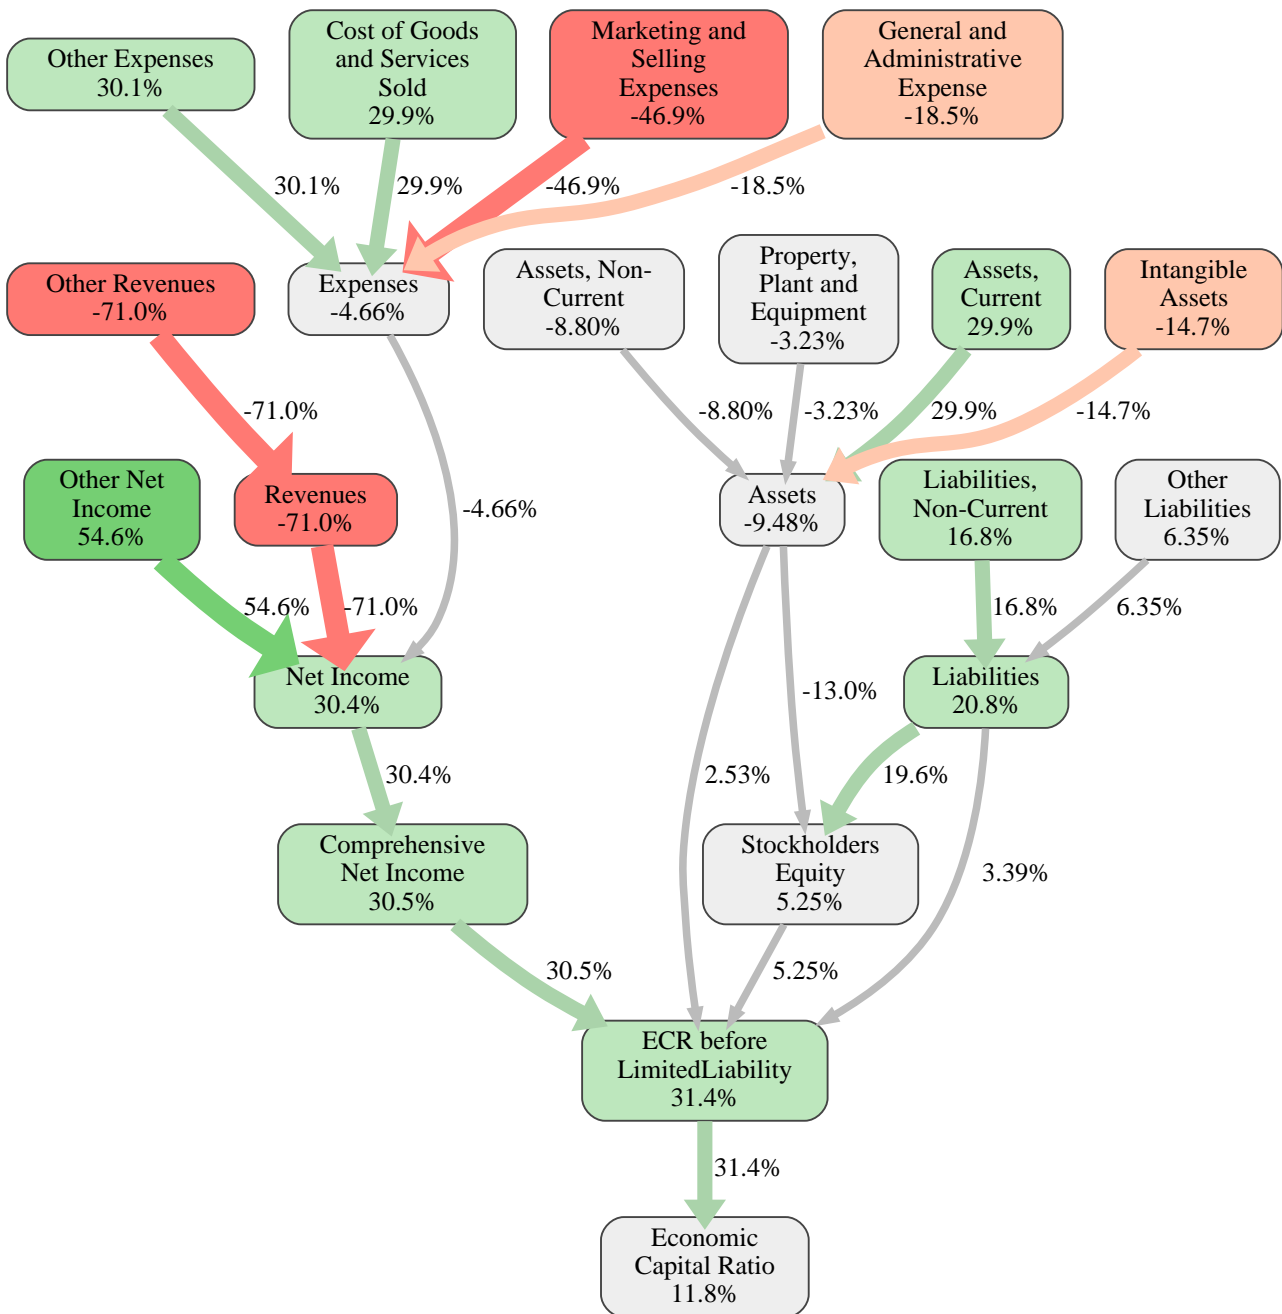 Other Expenses
30.1%
Cost of Goods
and Services
Sold
29.9%
Marketing and
Selling
Expenses
-46.9%
General and
Administrative
Expense
-18.5%
30.1%
29.9%
-46.9%
-18.5%
Other Revenues
-71.0%
Expenses
-4.66%
Assets, Non-
Current
-8.80%
Property,
Plant and
Equipment
-3.23%
Assets,
Current
29.9%
Intangible
Assets
-14.7%
-71.0%
-8.80%
-3.23%
29.9%
-14.7%
Other Net
Income
54.6%
Revenues
-71.0%
-4.66%
Assets
-9.48%
Liabilities,
Non-Current
16.8%
Other
Liabilities
6.35%
54.6%
-71.0%
16.8%
6.35%
Net Income
30.4%
-13.0%
Liabilities
20.8%
30.4%
2.53%
19.6%
Comprehensive
Net Income
30.5%
Stockholders
Equity
5.25%
3.39%
30.5%
5.25%
ECR before
LimitedLiability
31.4%
31.4%
Economic
Capital Ratio
11.8%